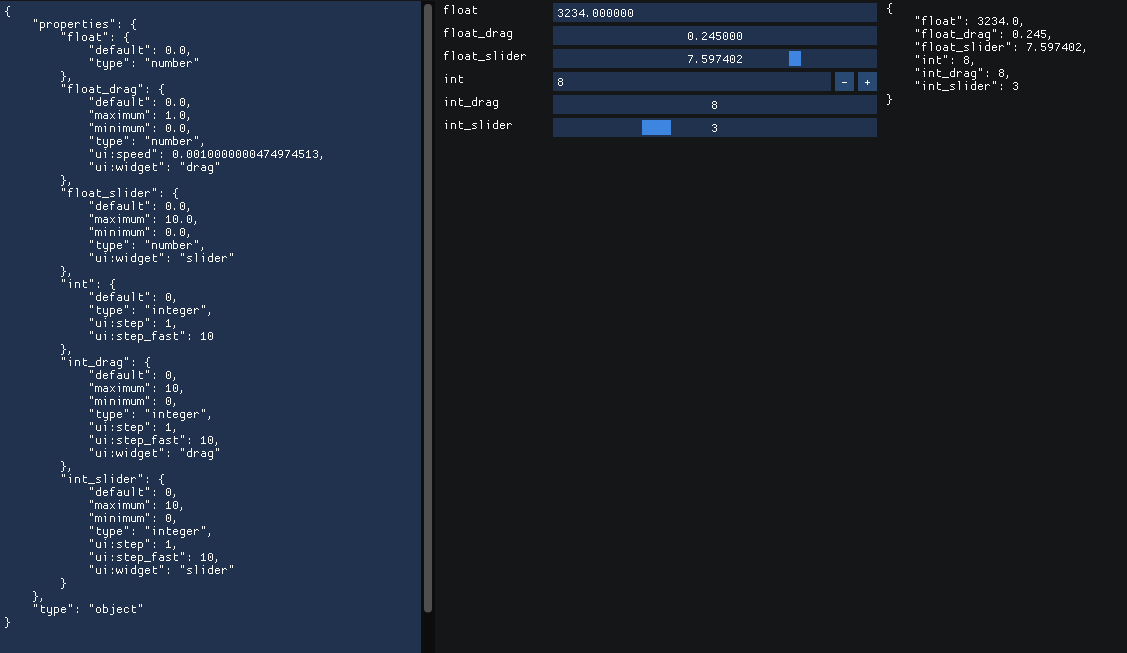 {
    "properties": {
        "float": {
            "default": 0.0,
            "type": "number"
        },
        "float_drag": {
            "default": 0.0,
            "maximum": 1.0,
            "minimum": 0.0,
            "type": "number",
            "ui:speed": 0.0010000000474974513,
            "ui:widget": "drag"
        },
        "float_slider": {
            "default": 0.0,
            "maximum": 10.0,
            "minimum": 0.0,
            "type": "number",
            "ui:widget": "slider"
        },
        "int": {
            "default": 0,
            "type": "integer",
            "ui:step": 1,
            "ui:step_fast": 10
        },
        "int_drag": {
            "default": 0,
            "maximum": 10,
            "minimum": 0,
            "type": "integer",
            "ui:step": 1,
            "ui:step_fast": 10,
            "ui:widget": "drag"
        },
        "int_slider": {
            "default": 0,
            "maximum": 10,
            "minimum": 0,
            "type": "integer",
            "ui:step": 1,
            "ui:step_fast": 10,
            "ui:widget": "slider"
        }
    },
    "type": "object"
}
float 3234.000000
float_drag 0.245000
float_slider 7.597402
int 8 - +
int_drag 8
int_slider 3
{
    "float": 3234.0,
    "float_drag": 0.245,
    "float_slider": 7.597402,
    "int": 8,
    "int_drag": 8,
    "int_slider": 3
}